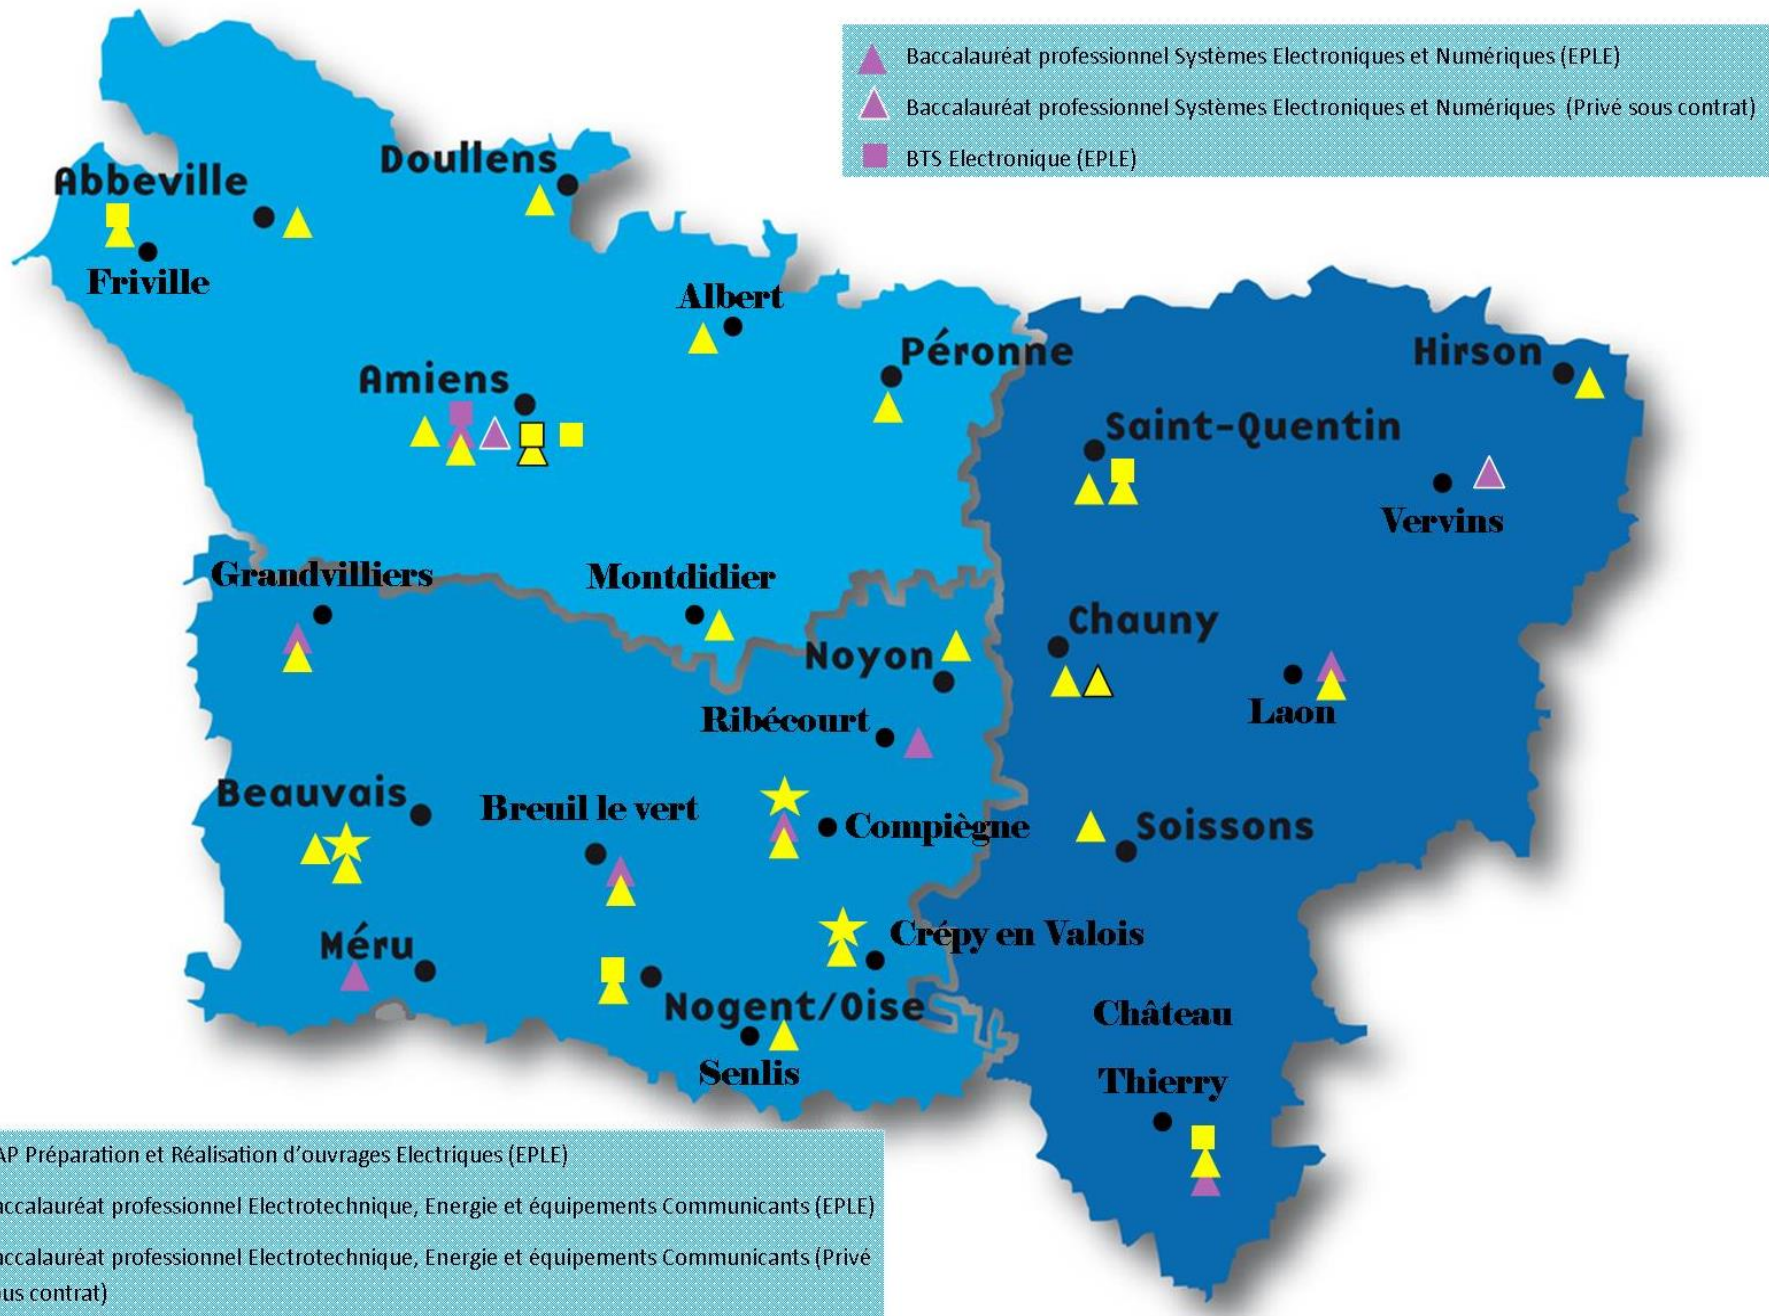 Baccalauréat professionnel Systèmes Electroniques et Numériques (EPLE)
Baccalauréat professionnel Systèmes Electroniques et Numériques (Privé sous contrat)
BTS Electronique (EPLE)
Doullens
Abbeville
Friville
Albert
Péronne
Hirson
Amiens
Saint-Quentin
Vervins
Grandvilliers
Montdidier
Chauny
Noyon
Ribécourt
Laon
Beauvais
Breuil le vert
Compiègne
Soissons
Méru
Crépy en Valois
Nogent/Oise
Château
Thierry
Senlis
AP Préparation et Réalisation d'ouvrages Electriques (EPLE)
accalauréat professionnel Electrotechnique, Energie et équipements Communicants (EPLE)
accalauréat professionnel Electrotechnique, Energie et équipements Communicants (Privé
ous contrat)